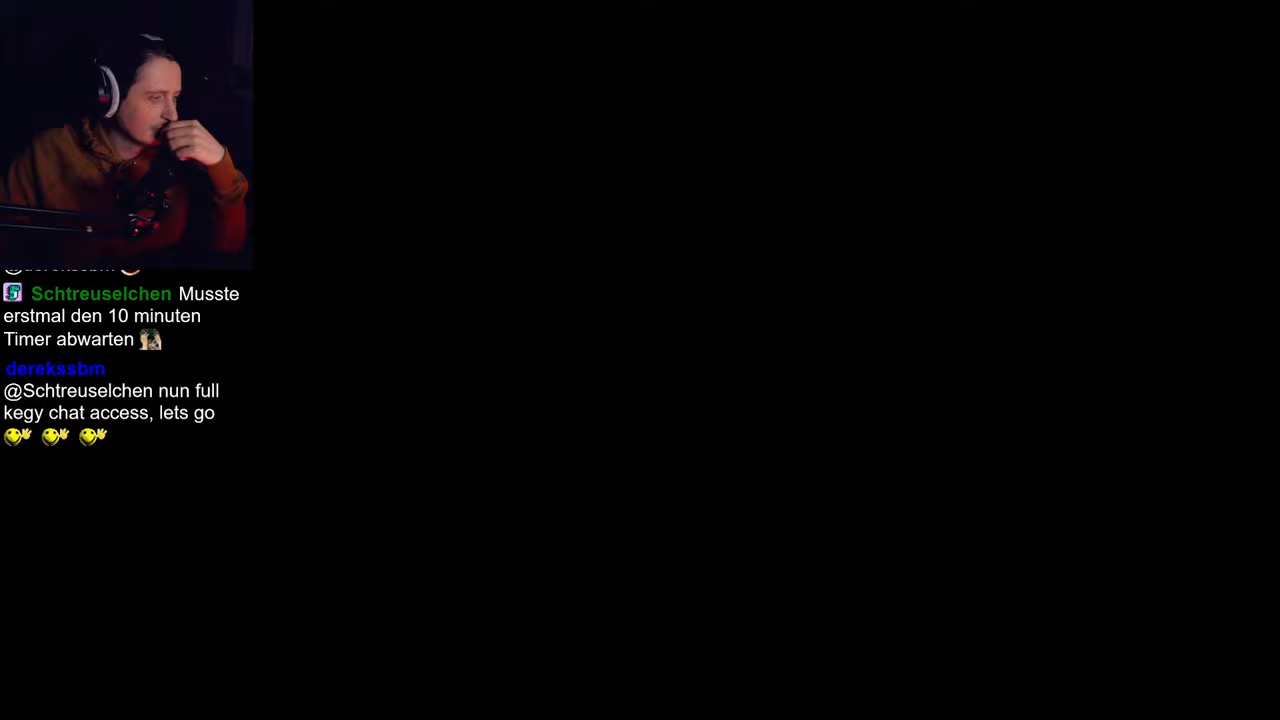 Schtreuselchen Musste
erstmal den 10 minuten
Timer abwarten
derekssbm
@Schtreuselchen nun full
kegy chat access, lets go